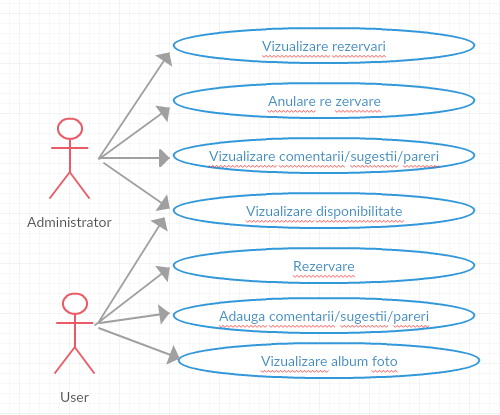 Vizualizare rezervari
Anulare re zervare
Vizualizare comentarii/sugestii/pareri
Administrator
Vizualizare disponibilitate
Rezervare
Adauga comentarii/sugestii/pareri
Vizualizare album foto
User